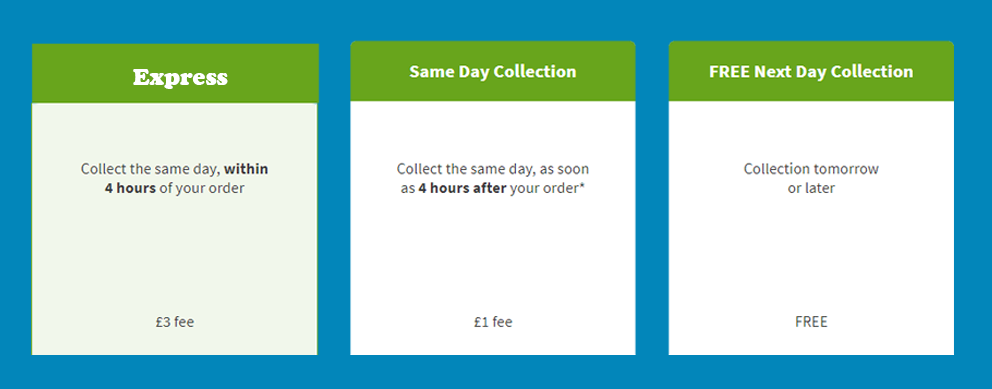 Express
Collect the same day, within
4 hours of your order
£3 fee
Same Day Collection
Collect the same day, as soon
as 4 hours after your order*
£1 fee
FREE Next Day Collection
Collection tomorrow
or later
FREE